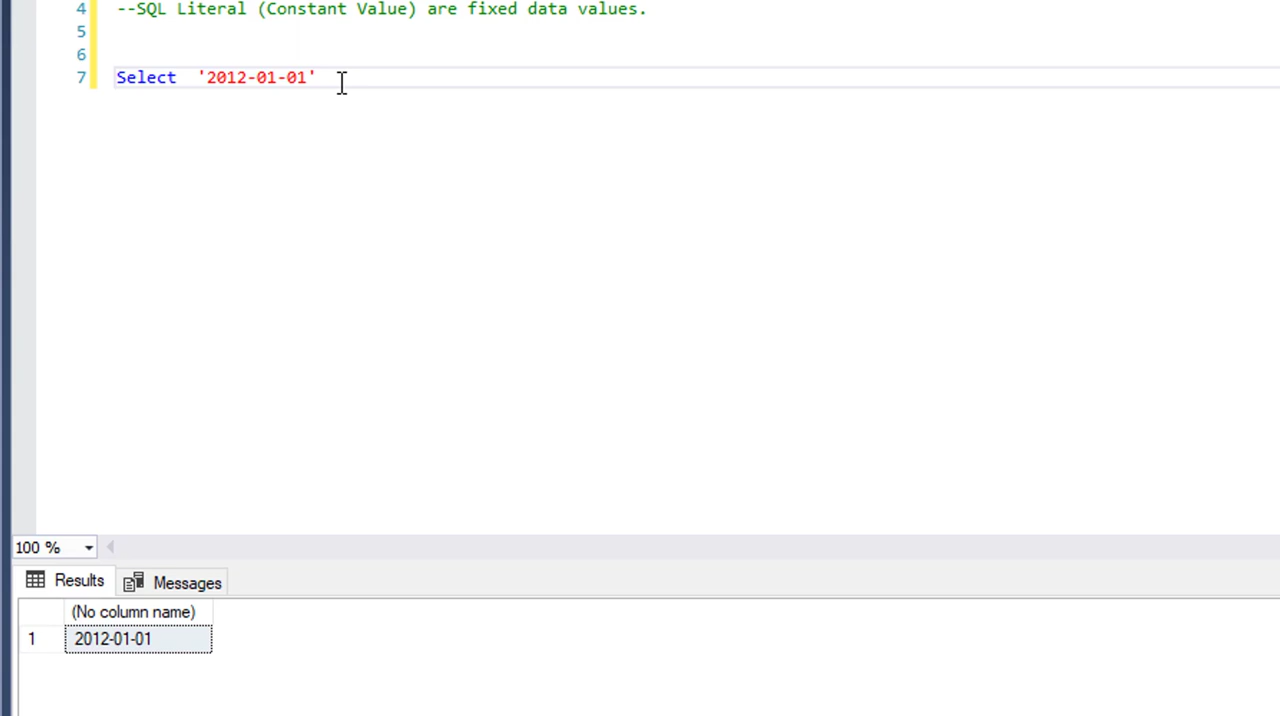 4 --SQL Literal (Constant Value) are fixed data values.
5
6
7 Select  '2012-01-01'
100 %
Results Messages
(No column name)
1 2012-01-01